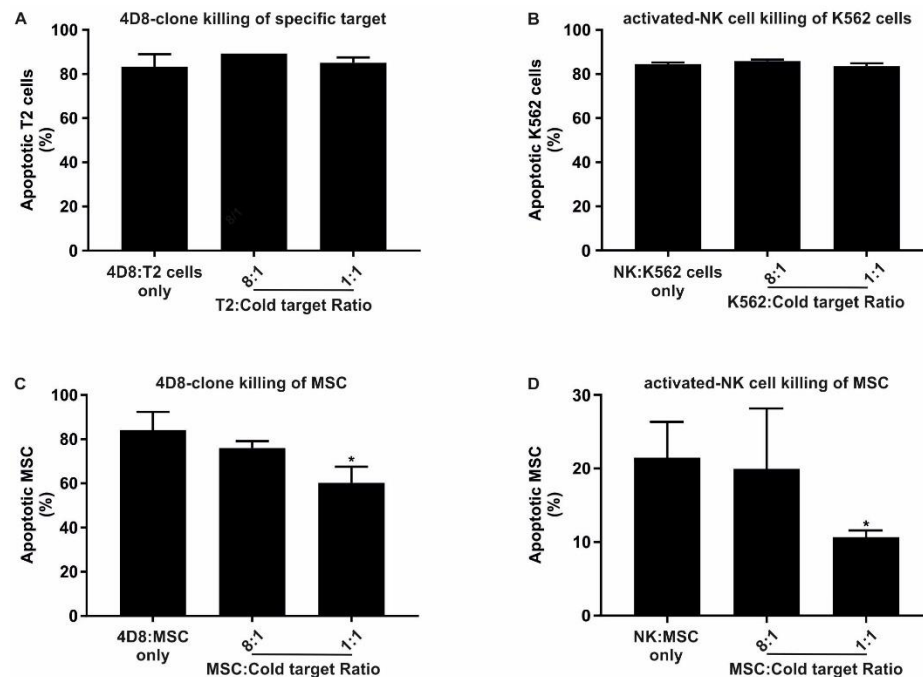 A
4D8-clone killing of specific target
Apoptotic T2 cells
(%)
100
80
60
40
20
0
8/1
4D8:T2 cells
only
8:1
1:1
T2:Cold target Ratio
B
activated-NK cell killing of K562 cells
Apoptotic K562 cells
(%)
100
80
60
40
20
0
NK:K562 cells
only
8:1
1:1
K562:Cold target Ratio
C
4D8-clone killing of MSC
Apoptotic MSC
(%)
100
80
60
40
20
0
*
4D8:MSC
only
8:1
1:1
MSC:Cold target Ratio
D
activated-NK cell killing of MSC
Apoptotic MSC
(%)
30
20
10
0
*
NK:MSC
only
8:1
1:1
MSC:Cold target Ratio